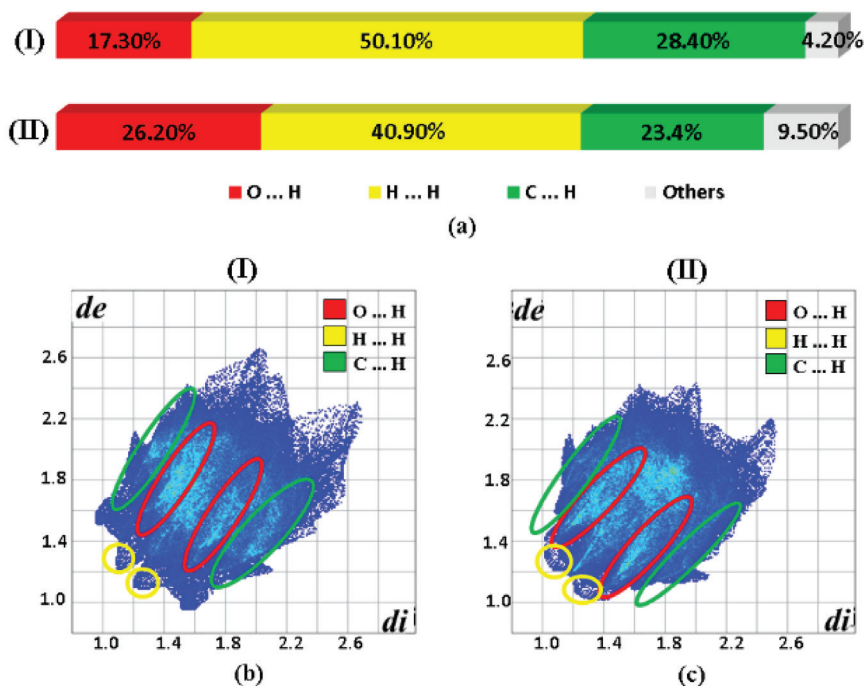 (I) 17.30% 50.10% 28.40% 4.20%
(II) 26.20% 40.90% 23.4% 9.50%
O ... H H ... H C ... H Others
(a)
(I)
de
O ... H
H ... H
C ... H
2.6
2.2
1.8
1.4
1.0
di
1.0 1.4 1.8 2.2 2.6
(b)
(II)
de
O ... H
H ... H
C ... H
2.6
2.2
1.8
1.4
1.0
di
1.0 1.4 1.8 2.2 2.6
(c)